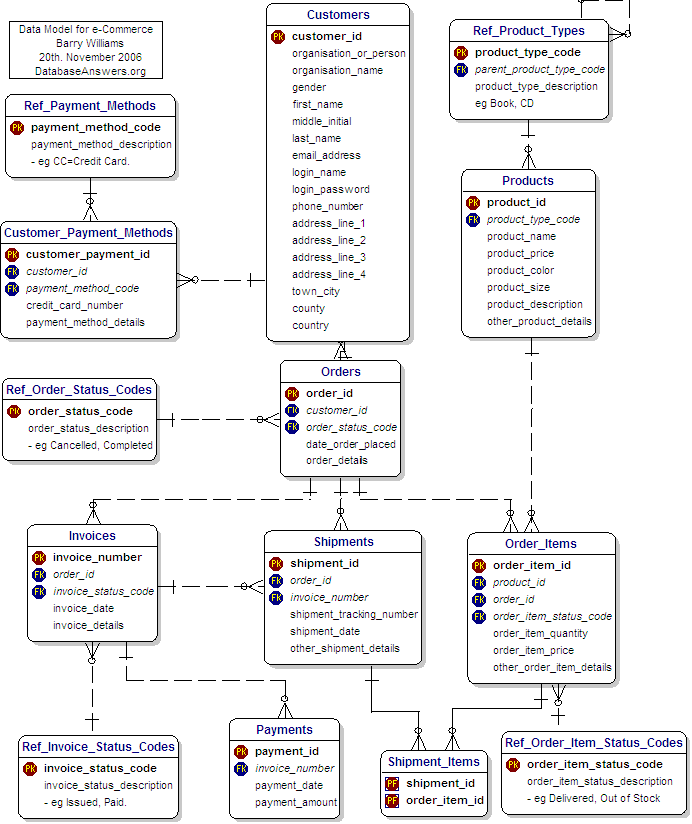 Data Model for e-Commerce
Barry Williams
20th. November 2006
DatabaseAnswers.org
Customers
PK customer_id
organisation_or_person
organisation_name
gender
first_name
middle_initial
last_name
email_address
login_name
login_password
phone_number
address_line_1
address_line_2
address_line_3
address_line_4
town_city
county
country
Ref_Product_Types
PK product_type_code
FK parent_product_type_code
product_type_description
eg Book, CD
Ref_Payment_Methods
PK payment_method_code
payment_method_description
- eg CC=Credit Card.
Products
PK product_id
FK product_type_code
product_name
product_price
product_color
product_size
product_description
other_product_details
Customer_Payment_Methods
PK customer_payment_id
FK customer_id
FK payment_method_code
credit_card_number
payment_method_details
Orders
PK order_id
FK customer_id
FK order_status_code
date_order_placed
order_details
Ref_Order_Status_Codes
PK order_status_code
order_status_description
- eg Cancelled, Completed
Invoices
PK invoice_number
FK order_id
FK invoice_status_code
invoice_date
invoice_details
Shipments
PK shipment_id
FK order_id
FK invoice_number
shipment_tracking_number
shipment_date
other_shipment_details
Order_Items
PK order_item_id
FK product_id
FK order_id
FK order_item_status_code
order_item_quantity
order_item_price
other_order_item_details
Ref_Invoice_Status_Codes
PK invoice_status_code
invoice_status_description
- eg Issued, Paid.
Payments
PK payment_id
FK invoice_number
payment_date
payment_amount
Shipment_Items
PF shipment_id
PF order_item_id
Ref_Order_Item_Status_Codes
PK order_item_status_code
order_item_status_description
- eg Delivered, Out of Stock